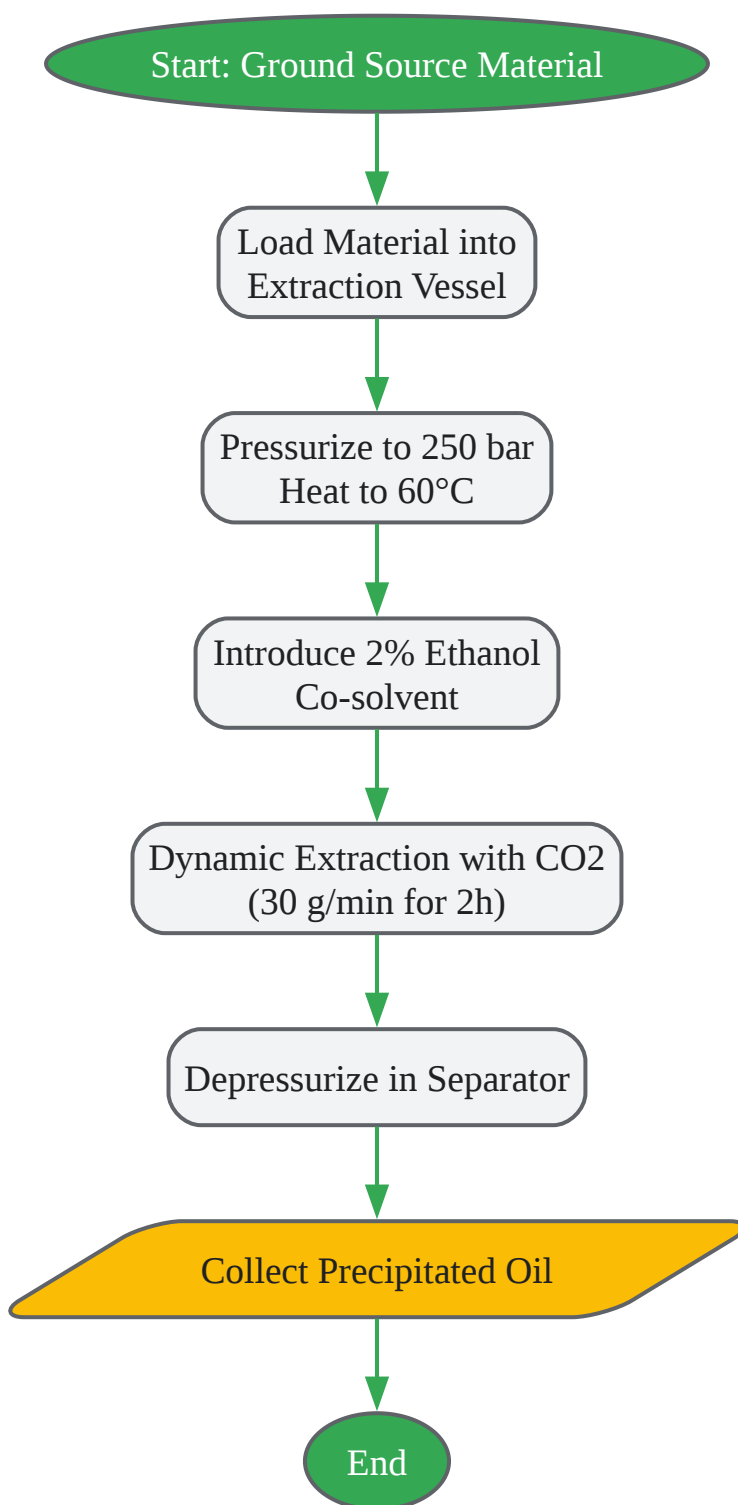 Start: Ground Source Material
Load Material into
Extraction Vessel
Pressurize to 250 bar
Heat to 60°C
Introduce 2% Ethanol
Co-solvent
Dynamic Extraction with CO2
(30 g/min for 2h)
Depressurize in Separator
Collect Precipitated Oil
End